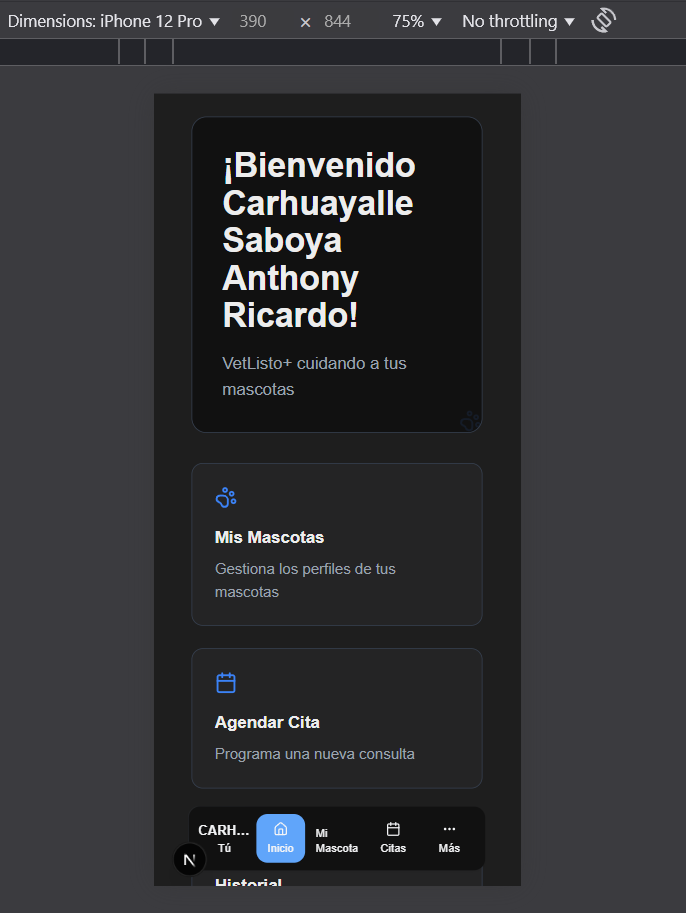 Dimensions: iPhone 12 Pro ▼ 390 × 844 75% ▼ No throttling ▼
¡Bienvenido
Carhuayalle
Saboya
Anthony
Ricardo!
VetListo+ cuidando a tus
mascotas
Mis Mascotas
Gestiona los perfiles de tus
mascotas
Agendar Cita
Programa una nueva consulta
CARH...
Tú
Inicio
Mi
Mascota
Citas
Más
N
Historial